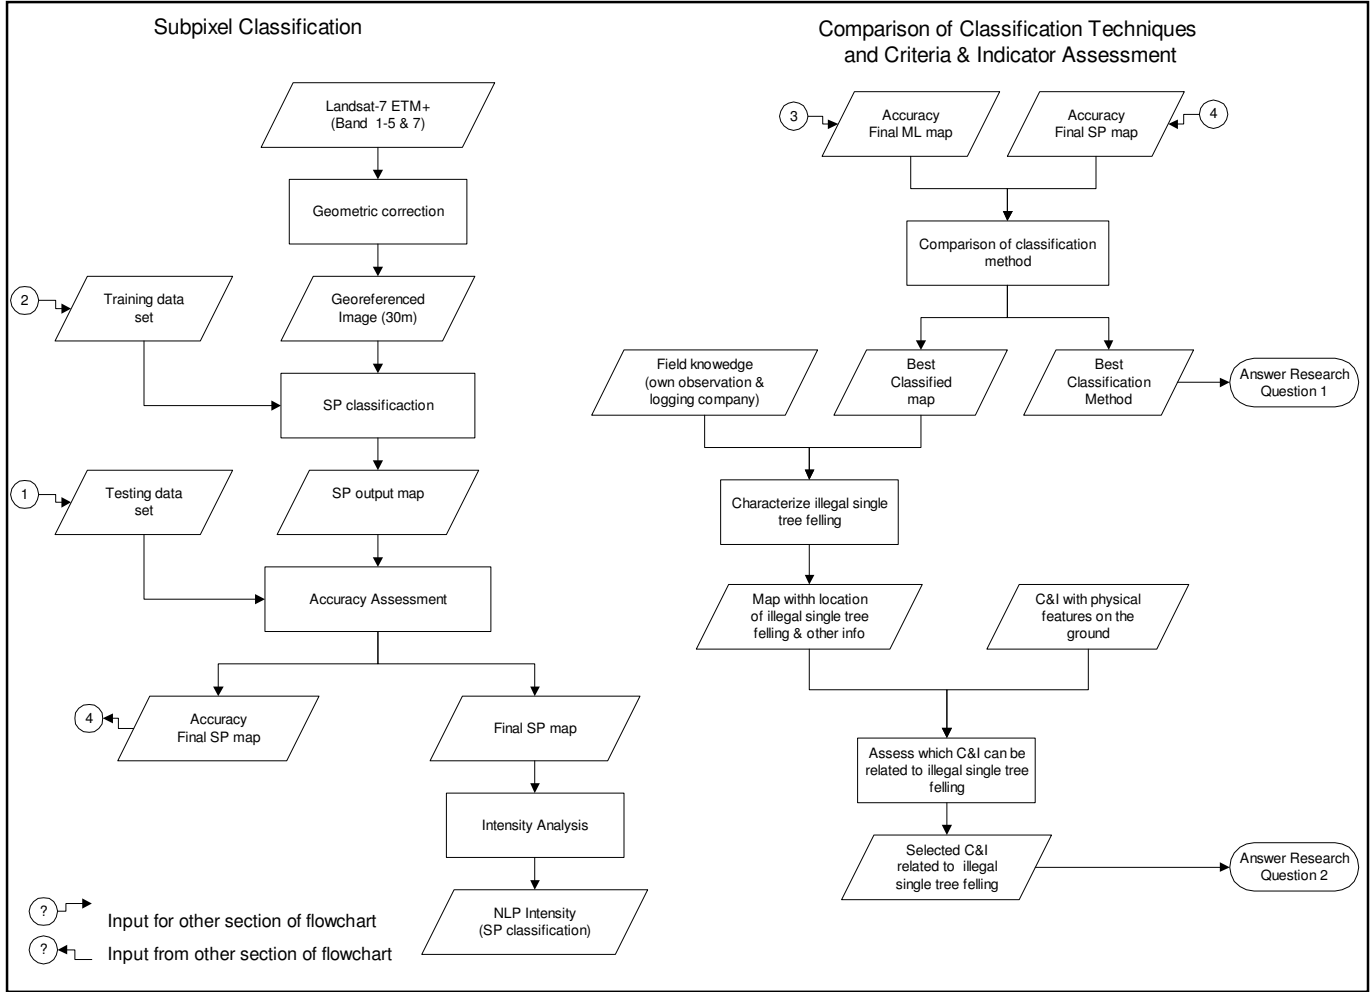 Subpixel Classification
Landsat-7 ETM+
(Band 1-5 & 7)
Geometric correction
2
Training data
set
Georeferenced
Image (30m)
SP classificaction
1
Testing data
set
SP output map
Accuracy Assessment
4
Accuracy
Final SP map
Final SP map
Intensity Analysis
NLP Intensity
(SP classification)
?
Input for other section of flowchart
?
Input from other section of flowchart
Comparison of Classification Techniques
and Criteria & Indicator Assessment
3
Accuracy
Final ML map
Accuracy
Final SP map
4
Comparison of classification
method
Field knowedge
(own observation &
logging company)
Best
Classified
map
Best
Classification
Method
Answer Research
Question 1
Characterize illegal single
tree felling
Map withh location
of illegal single tree
felling & other info
C&I with physical
features on the
ground
Assess which C&I can be
related to illegal single tree
felling
Selected C&I
related to illegal
single tree felling
Answer Research
Question 2